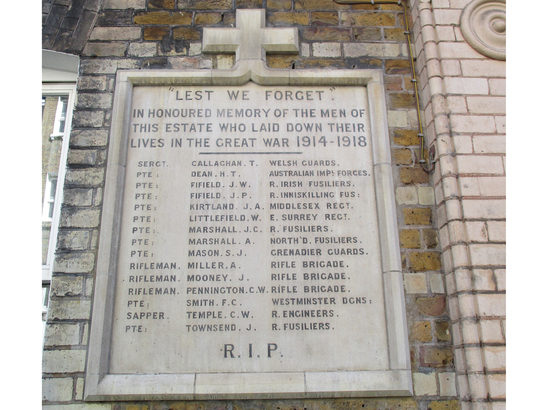 "LEST WE FORGET".
IN HONOURED MEMORY OF THE MEN OF
THIS ESTATE WHO LAID DOWN THEIR
LIVES IN THE GREAT WAR 1914-1918
SERGT. CALLAGHAN. T. WELSH GUARDS.
PTE: DEAN. H.T. AUSTRALIAN IMPL: FORCES.
PTE: FIFIELD. J.W. R. IRISH FUSILIERS.
PTE: FIFIELD. J.P. R. INNISKILLING FUS:
PTE: KIRTLAND. J.A. MIDDLESEX REGT.
PTE: LITTLEFIELD. W. E. SURREY REGT.
PTE: MARSHALL. J.C. R. FUSILIERS.
PTE: MARSHALL. A. NORTH'D. FUSILIERS.
PTE: MASON. S.J. GRENADIER GUARDS.
RIFLEMAN. MILLER. A. RIFLE BRIGADE.
RIFLEMAN. MOONEY. J. RIFLE BRIGADE.
RIFLEMAN. PENNINGTON. C.W. RIFLE BRIGADE.
PTE: SMITH. F.C. WESTMINSTER DGNS:
SAPPER. TEMPLE. C.W. R. ENGINEERS.
PTE: TOWNSEND. J. R. FUSILIERS.
R.I.P.